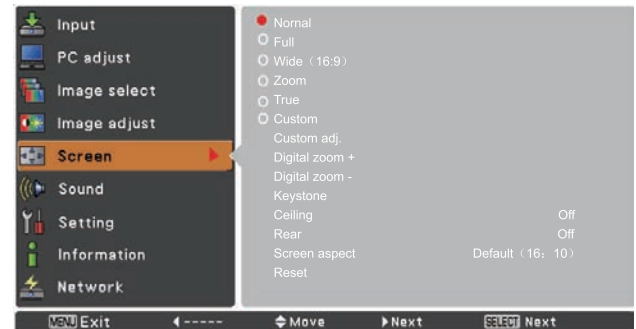 Input
PC adjust
Image select
Image adjust
Screen
Sound
Setting
Information
Network
Nornal
Full
Wide（16:9）
Zoom
True
Custom
Custom adj.
Digital zoom +
Digital zoom -
Keystone
Ceiling Off
Rear Off
Screen aspect Default（16：10）
Reset
MENU Exit ----- Move Next SELECT Next